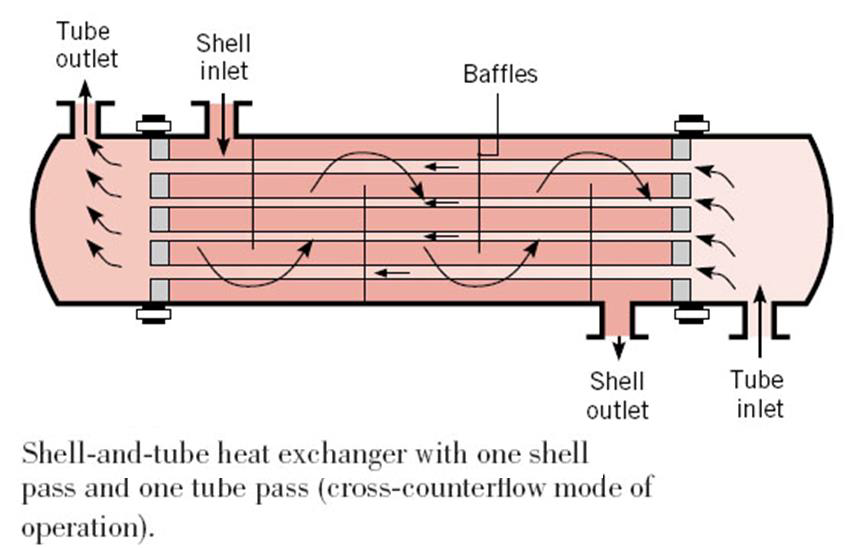 Tube
outlet
Shell
inlet
Baffles
Shell
outlet
Tube
inlet
Shell-and-tube heat exchanger with one shell
pass and one tube pass (cross-counterflow mode of
operation).